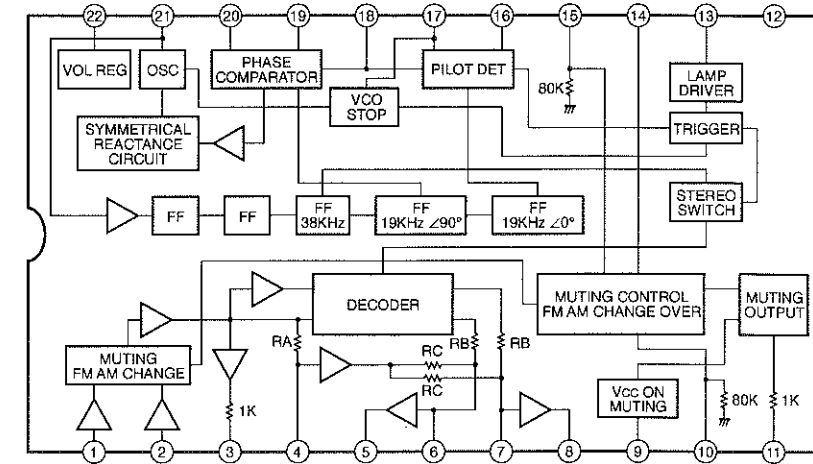 22 21 20 19 18 17 16 15 14 13 12
VOL REG
OSC
PHASE
COMPARATOR
PILOT DET
80K
LAMP
DRIVER
VCO
STOP
SYMMETRICAL
REACTANCE
CIRCUIT
TRIGGER
FF
FF
FF
38KHz
FF
19KHz ∠90°
FF
19KHz ∠0°
STEREO
SWITCH
DECODER
MUTING CONTROL
FM AM CHANGE OVER
MUTING
OUTPUT
RA
RB
RB
RC
RC
MUTING
FM AM CHANGE
1K
Vcc ON
MUTING
80K
1K
1 2 3 4 5 6 7 8 9 10 11